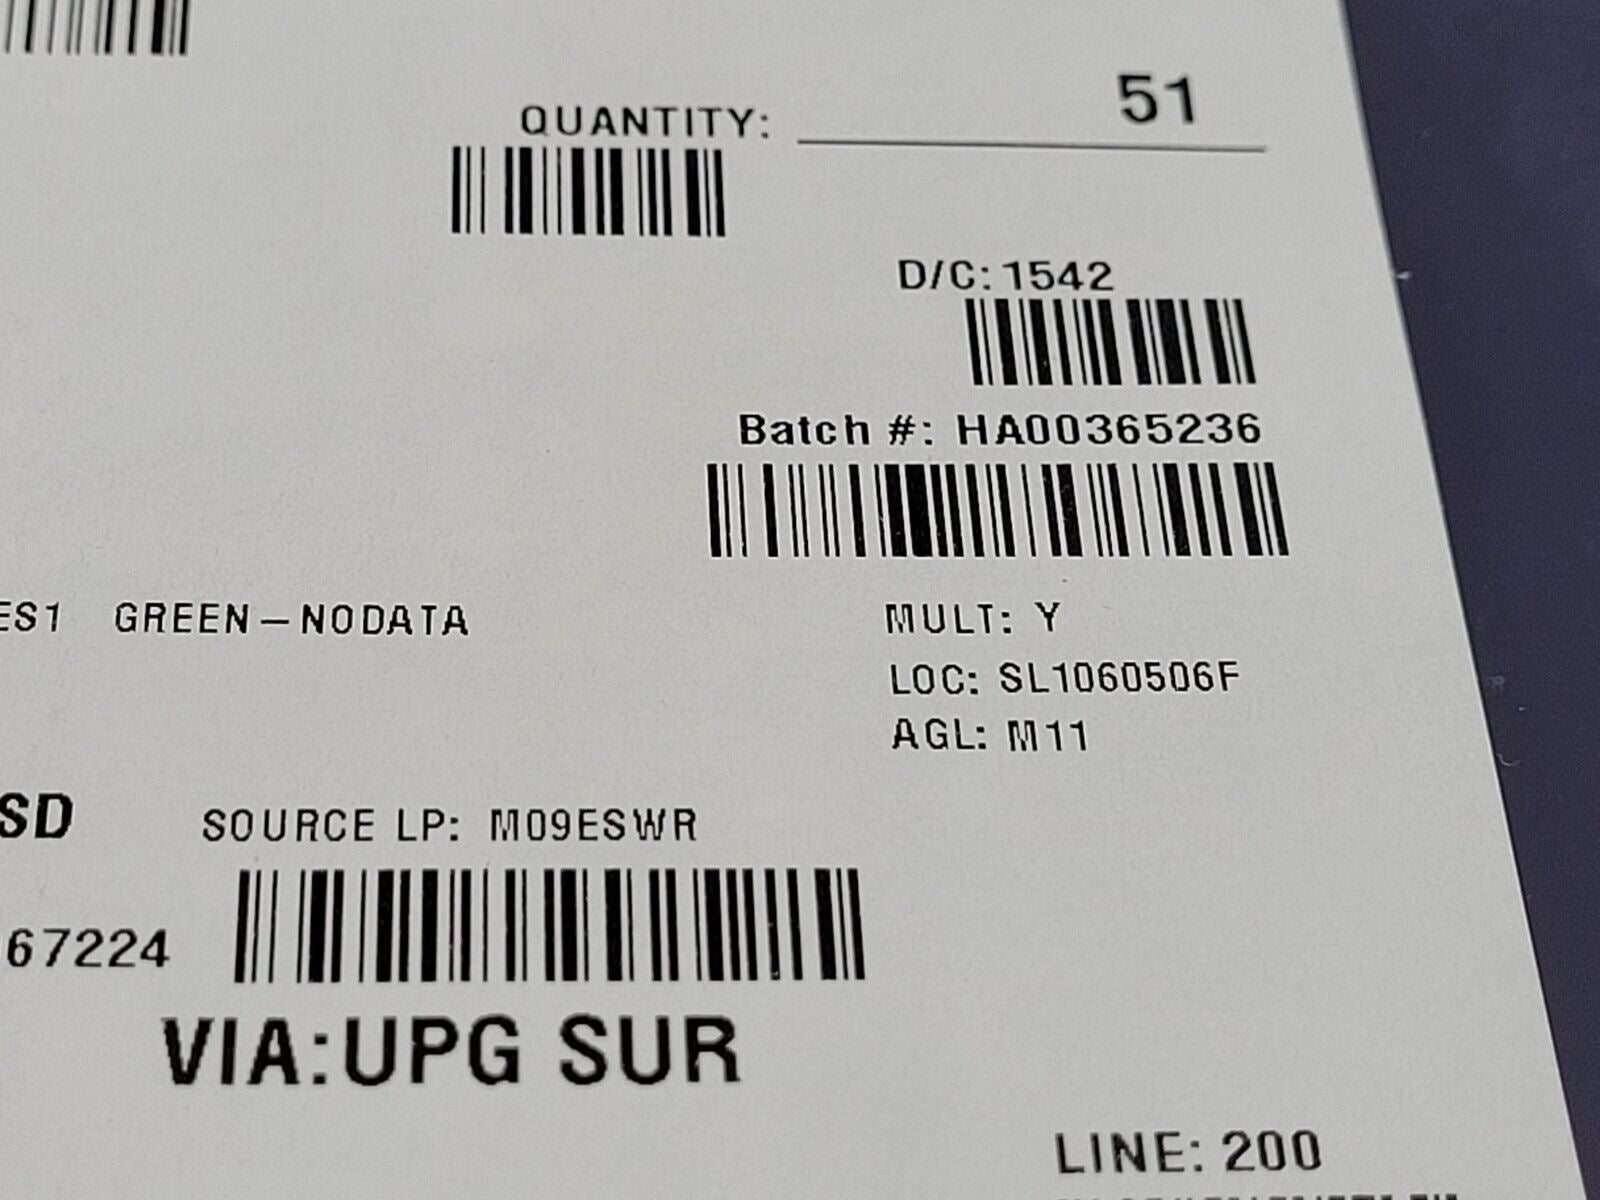 QUANTITY: 51
D/C: 1542
Batch #: HA00365236
ES1 GREEN-NODATA
MULT: Y
LOC: SL1060506F
AGL: M11
SD
SOURCE LP: M09ESWR
67224
VIA:UPG SUR
LINE: 200